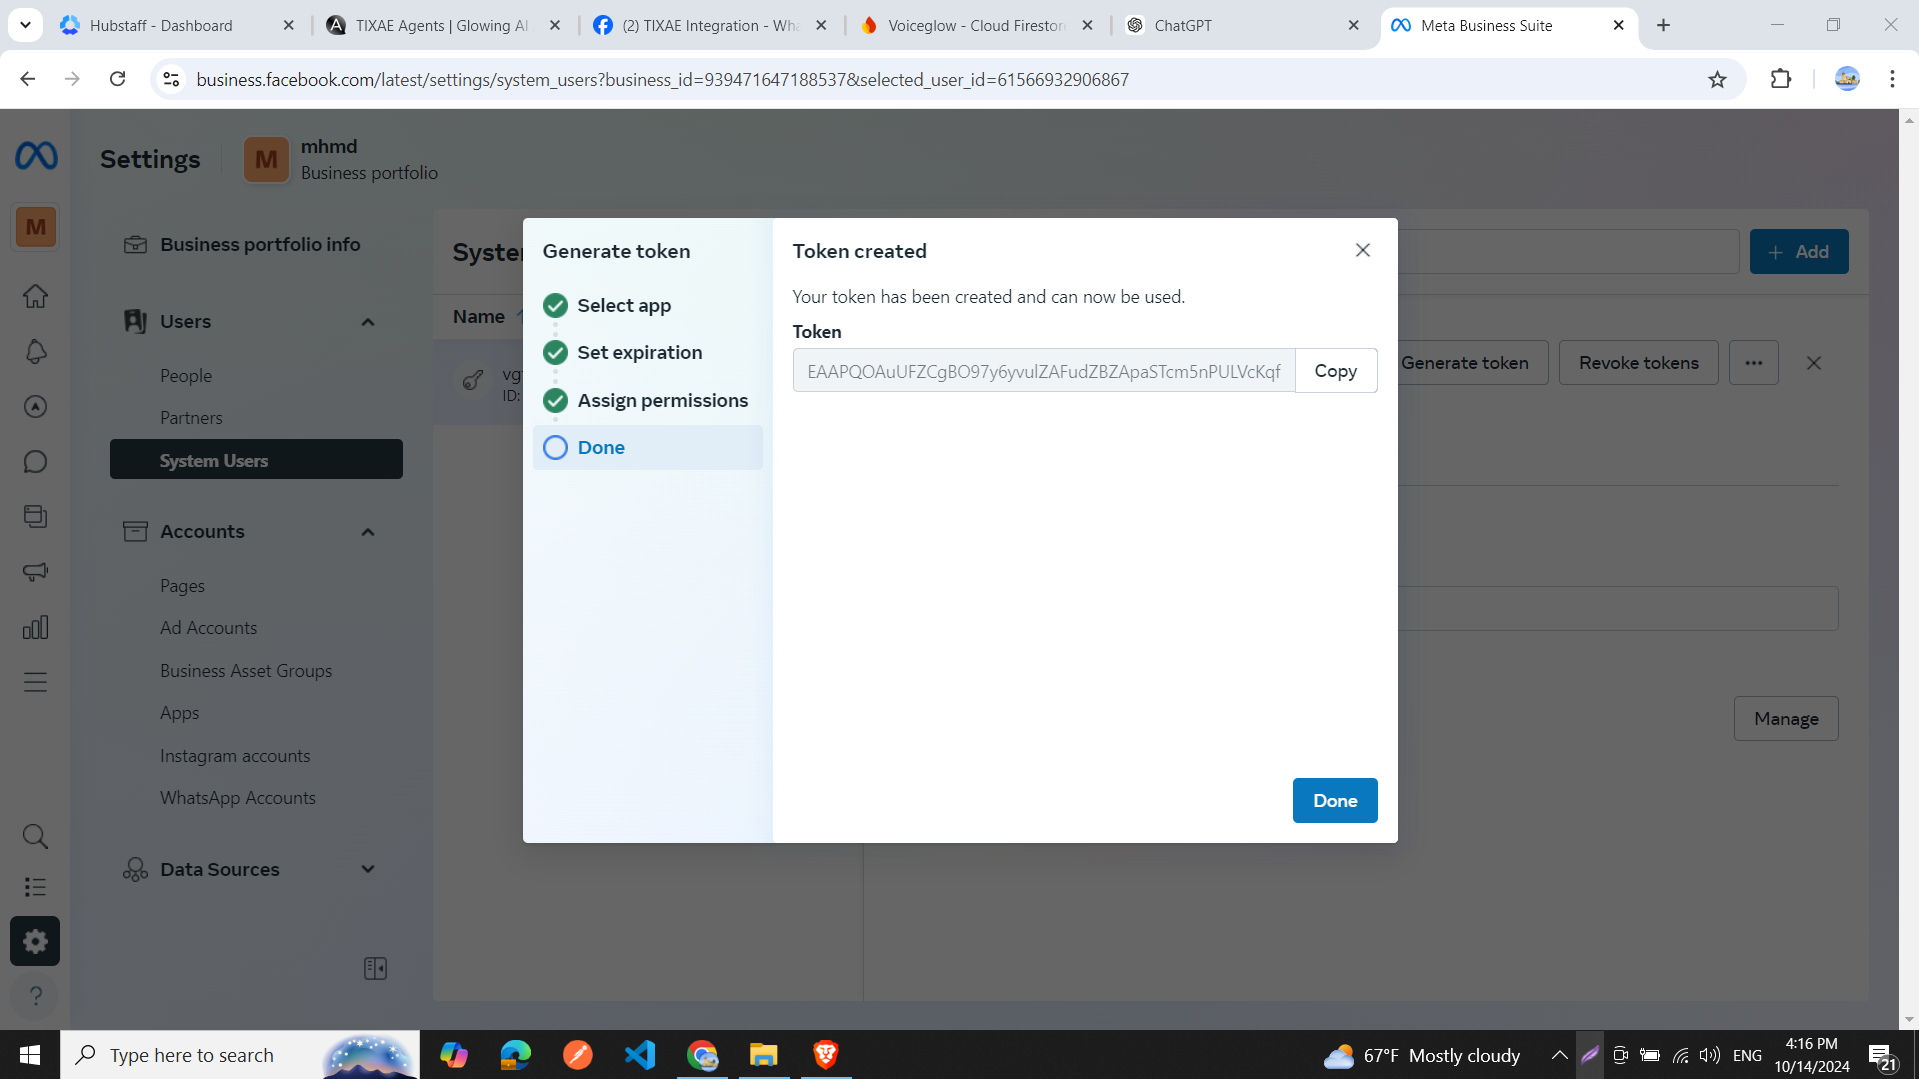 Hubstaff - Dashboard
TIXAE Agents | Glowing AI
(2) TIXAE Integration - Wha
Voiceglow - Cloud Firestor
ChatGPT
Meta Business Suite
business.facebook.com/latest/settings/system_users?business_id=939471647188537&selected_user_id=61566932906867
Settings
M
mhmd
Business portfolio
M
Business portfolio info
Users
People
Partners
System Users
Accounts
Pages
Ad Accounts
Business Asset Groups
Apps
Instagram accounts
WhatsApp Accounts
Data Sources
Syste
+ Add
Name
ID:
Generate token
Revoke tokens
Manage
Generate token
Select app
Set expiration
Assign permissions
Done
Token created
Your token has been created and can now be used.
Token
EAAPQOAuUFZCgBO97y6yvulZAFudZBZApaSTcm5nPULVcKqf
Copy
Done
Type here to search
67°F Mostly cloudy
ENG
4:16 PM
10/14/2024
21